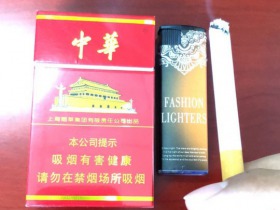 中華
上海烟草集团有限责任公司出品
本公司提示
吸烟有害健康
请勿在禁烟场所吸烟
FASHION
LIGHTERS